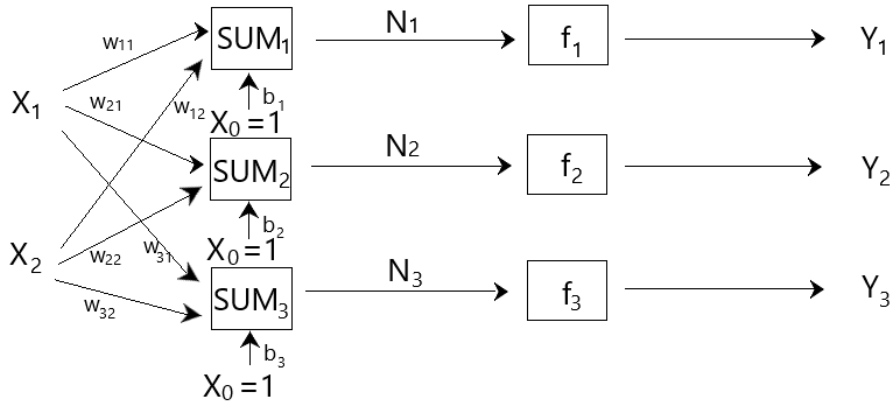 w₁₁ SUM₁ N₁ f₁ Y₁
X₁ w₂₁ w₁₂ b₁
X₀ = 1
SUM₂ N₂ f₂ Y₂
b₂
X₂ w₂₂ w₃₁ X₀ = 1
w₃₂ SUM₃ N₃ f₃ Y₃
b₃
X₀ = 1